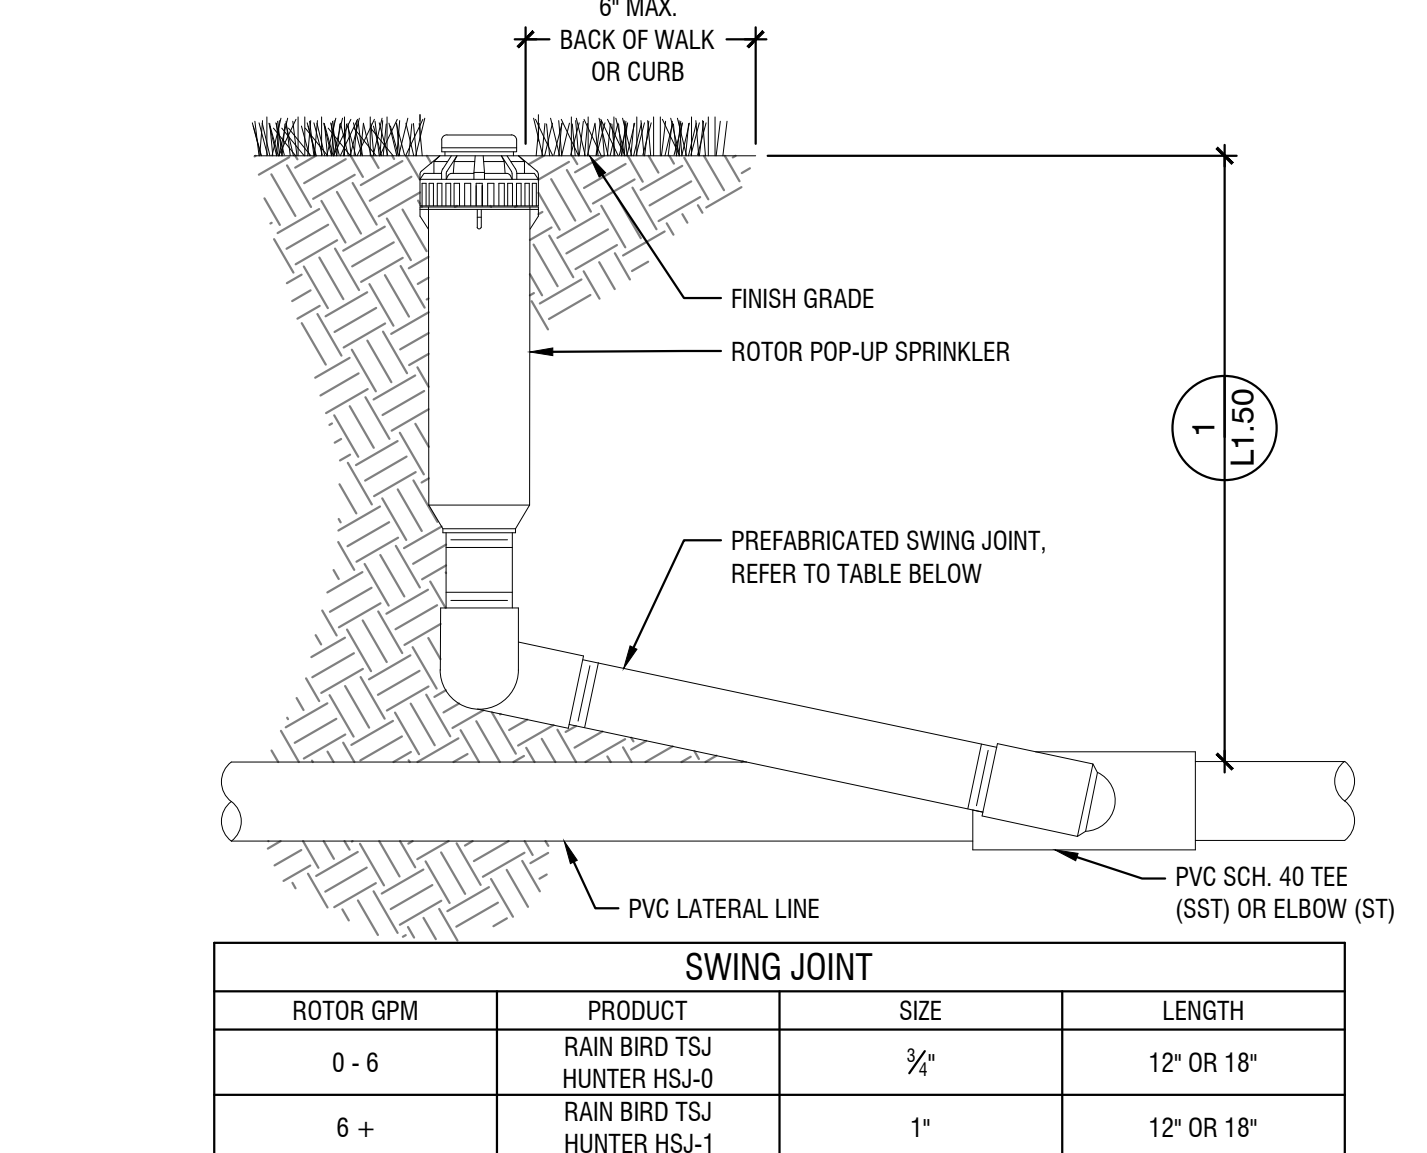 6" MAX.
BACK OF WALK
OR CURB
FINISH GRADE
ROTOR POP-UP SPRINKLER
1
L1.50
PREFABRICATED SWING JOINT,
REFER TO TABLE BELOW
PVC SCH. 40 TEE
(SST) OR ELBOW (ST)
PVC LATERAL LINE
SWING JOINT
ROTOR GPM PRODUCT SIZE LENGTH
0 - 6 RAIN BIRD TSJ HUNTER HSJ-0 ¾" 12" OR 18"
6 + RAIN BIRD TSJ HUNTER HSJ-1 1" 12" OR 18"